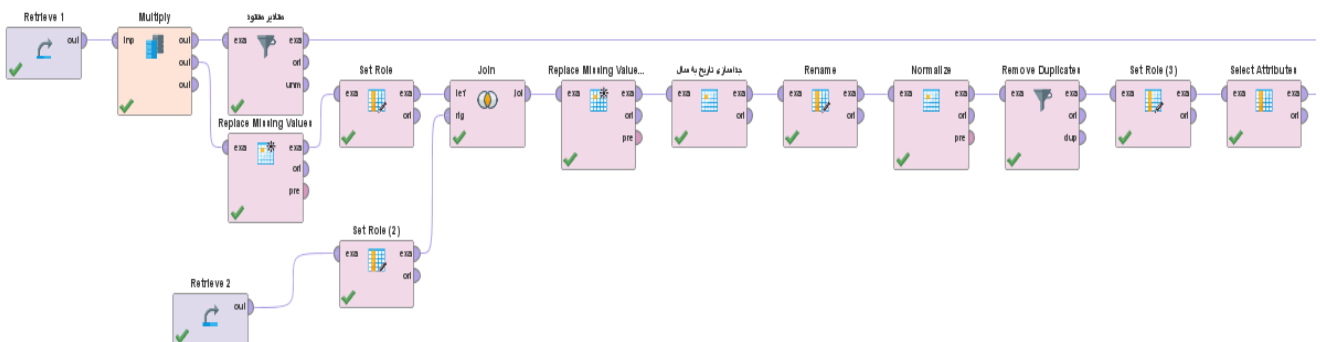 Retrieve 1
Multiply
مقادیر مفقود
out
inp
out
out
out
exa
exa
ori
unm
Set Role
Join
Replace Missing Value...
جداسازی تاریخ به سال
Rename
Normalize
Remove Duplicates
Set Role (3)
Select Attributes
exa
exa
ori
lef
joi
rig
exa
exa
ori
pre
exa
exa
ori
exa
exa
ori
exa
exa
ori
pre
exa
exa
ori
dup
exa
exa
ori
exa
exa
ori
Replace Missing Values
exa
exa
ori
pre
Set Role (2)
exa
exa
ori
Retrieve 2
out